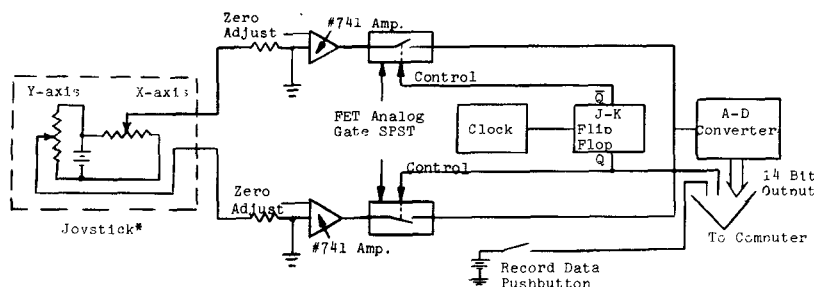 Zero
Adjust
#741 Amp.
Y-axis
X-axis
Control
Q̅
FET Analog
Gate SPST
Clock
J-K
Flip
Flop
Q
A-D
Converter
Control
14 Bit
Output
Zero
Adjust
Joystick*
#741 Amp.
To Computer
Record Data
Pushbutton